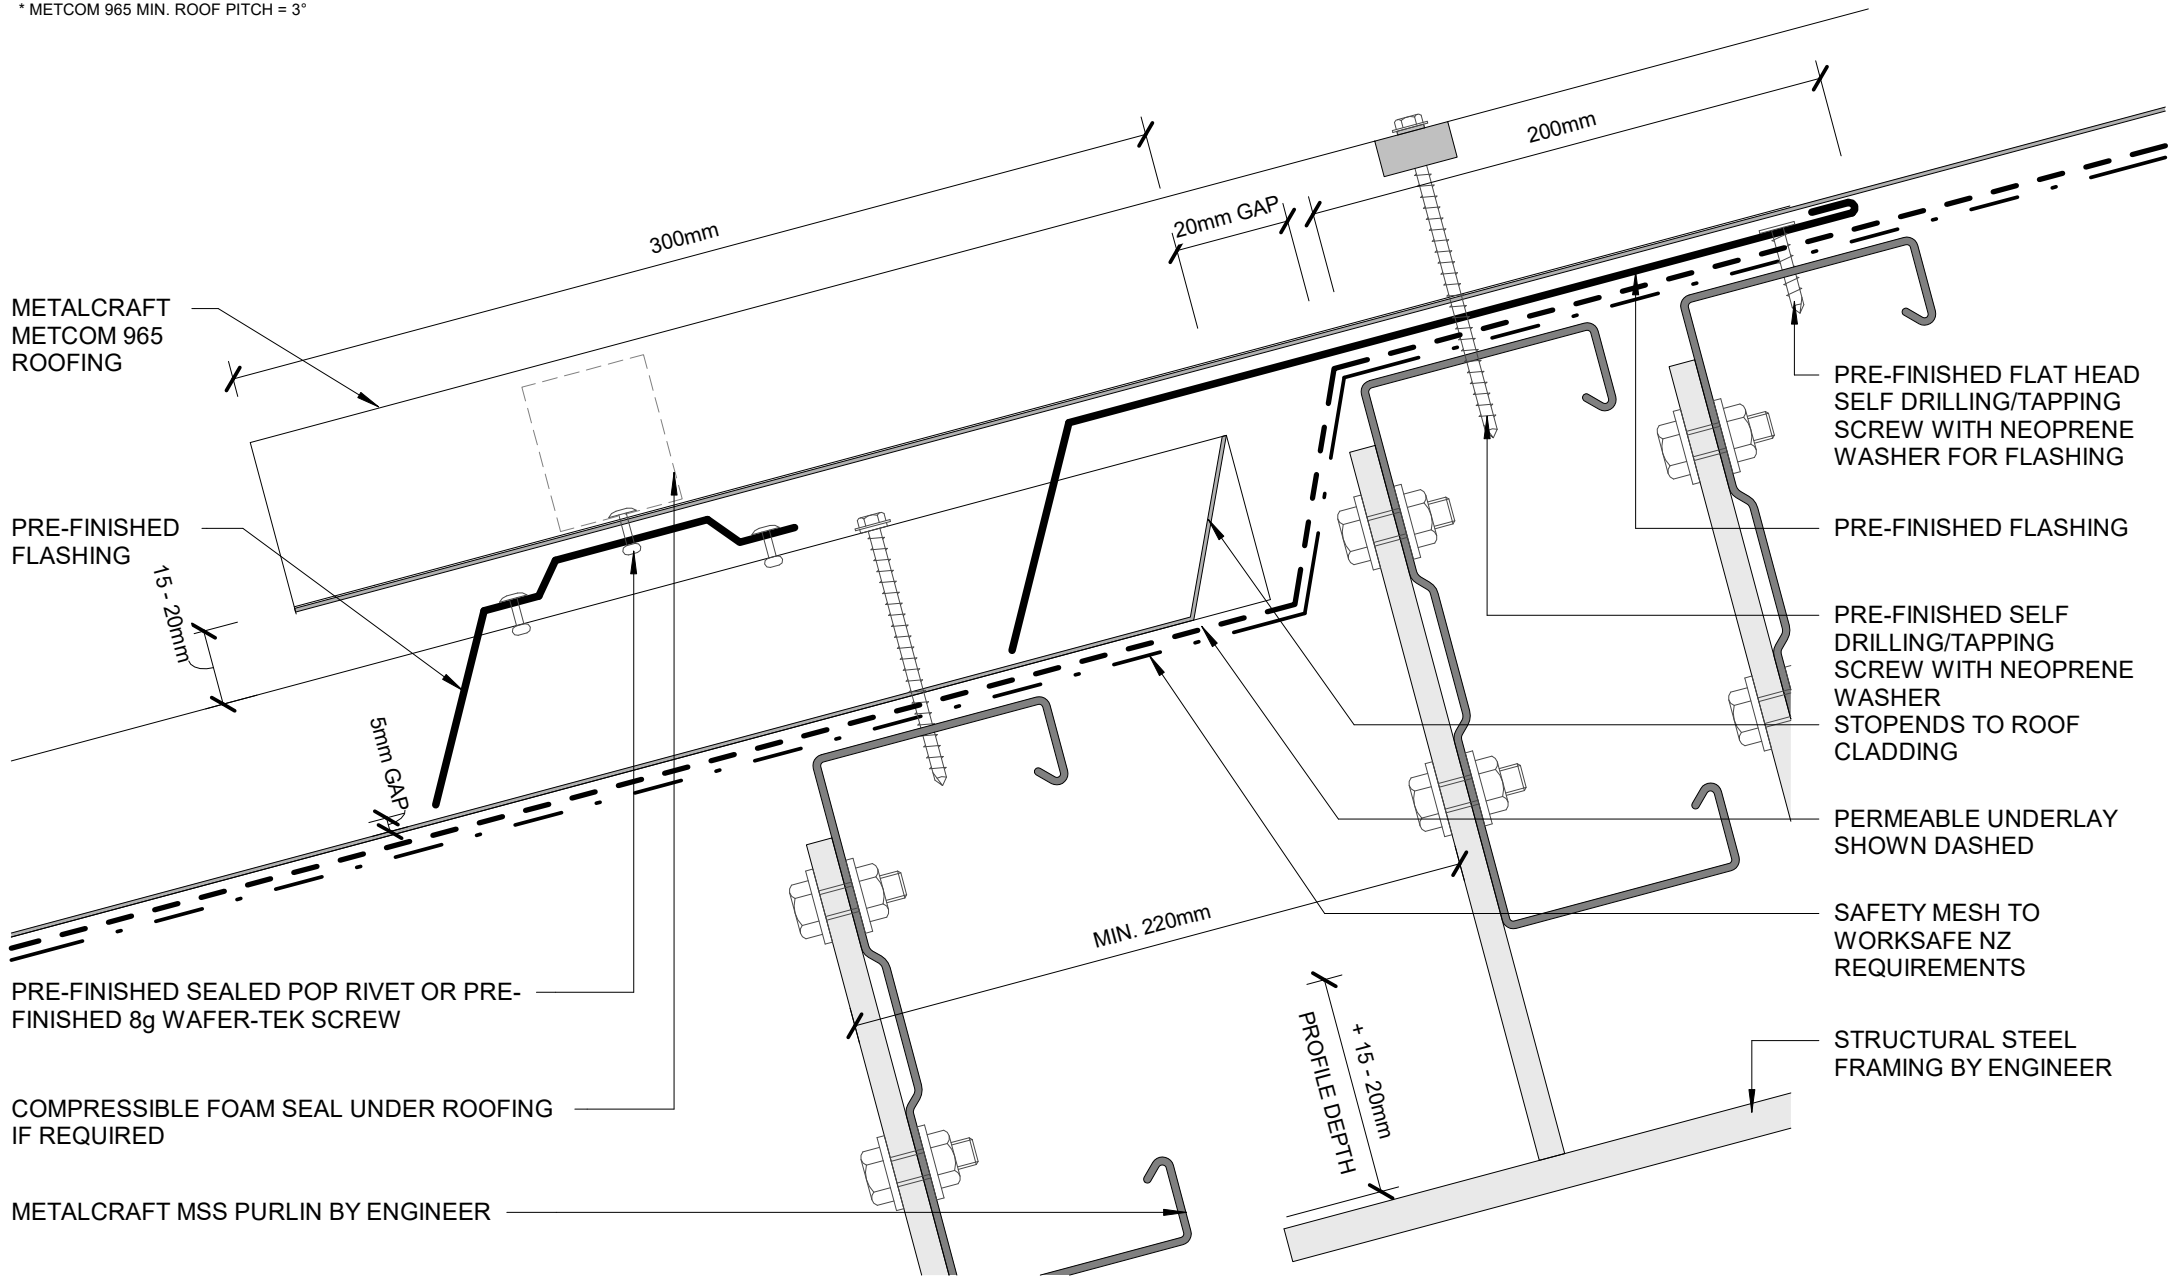 * METCOM 965 MIN. ROOF PITCH = 3°
200mm
20mm GAP
300mm
METALCRAFT
METCOM 965
ROOFING
PRE-FINISHED
FLASHING
15 - 20mm
5mm GAP
PRE-FINISHED FLAT HEAD
SELF DRILLING/TAPPING
SCREW WITH NEOPRENE
WASHER FOR FLASHING
PRE-FINISHED FLASHING
PRE-FINISHED SELF
DRILLING/TAPPING
SCREW WITH NEOPRENE
WASHER
STOPENDS TO ROOF
CLADDING
PERMEABLE UNDERLAY
SHOWN DASHED
SAFETY MESH TO
WORKSAFE NZ
REQUIREMENTS
MIN. 220mm
PRE-FINISHED SEALED POP RIVET OR PRE-
FINISHED 8g WAFER-TEK SCREW
PROFILE DEPTH
+ 15 - 20mm
STRUCTURAL STEEL
FRAMING BY ENGINEER
COMPRESSIBLE FOAM SEAL UNDER ROOFING
IF REQUIRED
METALCRAFT MSS PURLIN BY ENGINEER